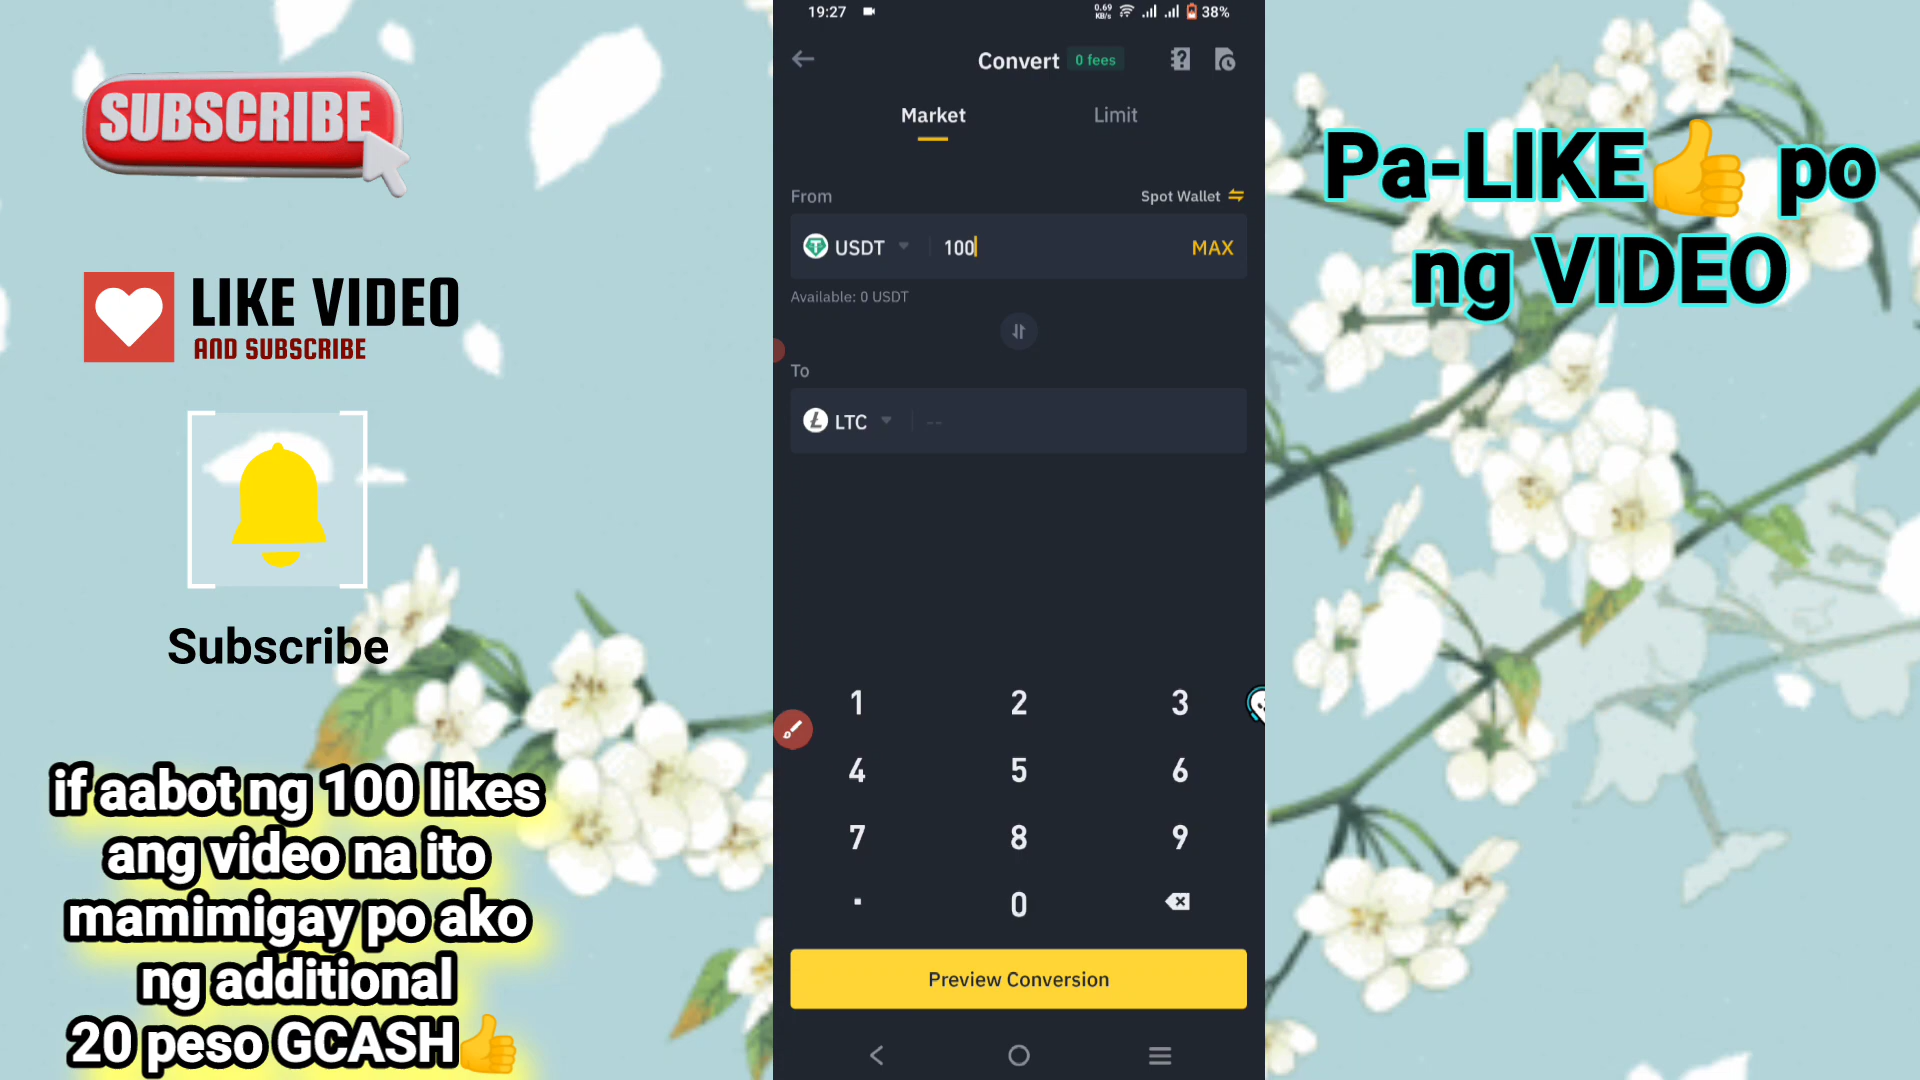 SUBSCRIBE
LIKE VIDEO
AND SUBSCRIBE
Subscribe
if aabot ng 100 likes
ang video na ito
mamimigay po ako
ng additional
20 peso GCASH👍
19:27
0.69
KB/s
38%
Convert
0 fees
Market
Limit
From
Spot Wallet
USDT
100
MAX
Available: 0 USDT
To
LTC
--
1
2
3
4
5
6
7
8
9
.
0
Preview Conversion
Pa-LIKE👍 po
ng VIDEO